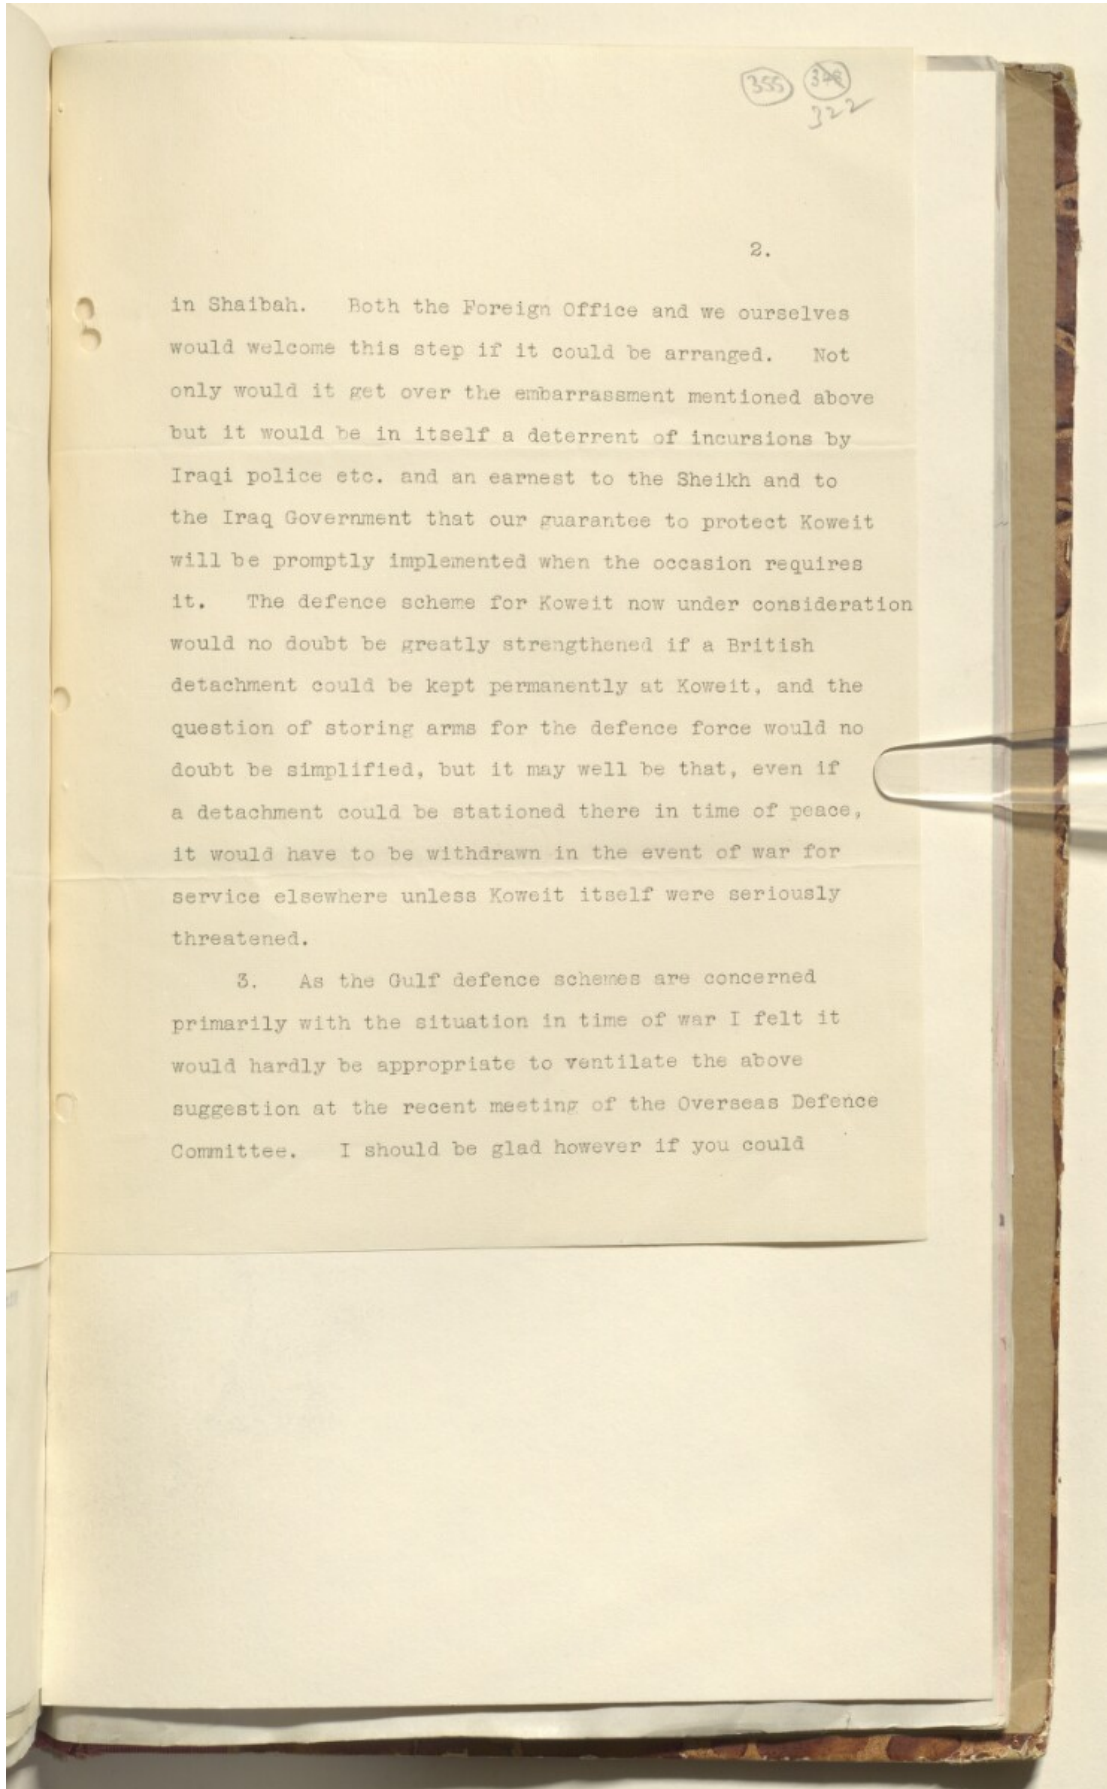 355
322
2.
in Shaibah. Both the Foreign Office and we ourselves
would welcome this step if it could be arranged. Not
only would it get over the embarrassment mentioned above
but it would be in itself a deterrent of incursions by
Iraqi police etc. and an earnest to the Sheikh and to
the Iraq Government that our guarantee to protect Koweit
will be promptly implemented when the occasion requires
it. The defence scheme for Koweit now under consideration
would no doubt be greatly strengthened if a British
detachment could be kept permanently at Koweit, and the
question of storing arms for the defence force would no
doubt be simplified, but it may well be that, even if
a detachment could be stationed there in time of peace,
it would have to be withdrawn in the event of war for
service elsewhere unless Koweit itself were seriously
threatened.
3. As the Gulf defence schemes are concerned
primarily with the situation in time of war I felt it
would hardly be appropriate to ventilate the above
suggestion at the recent meeting of the Overseas Defence
Committee. I should be glad however if you could